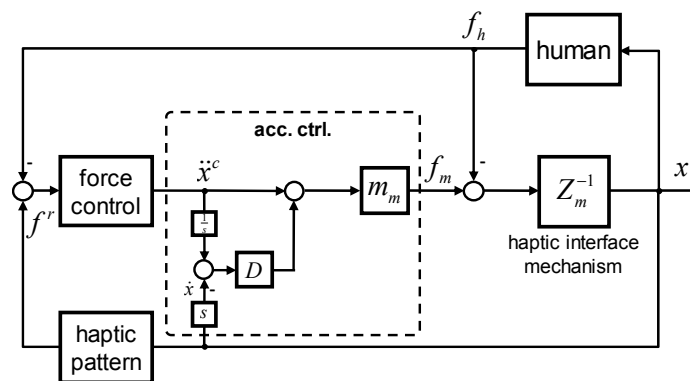 f_h
human
-
acc. ctrl.
-
force
control
ẍ^c
m_m
f_m
-
Z_m^{-1}
x
f^r
1/s
haptic interface
mechanism
D
ẋ
-
s
haptic
pattern